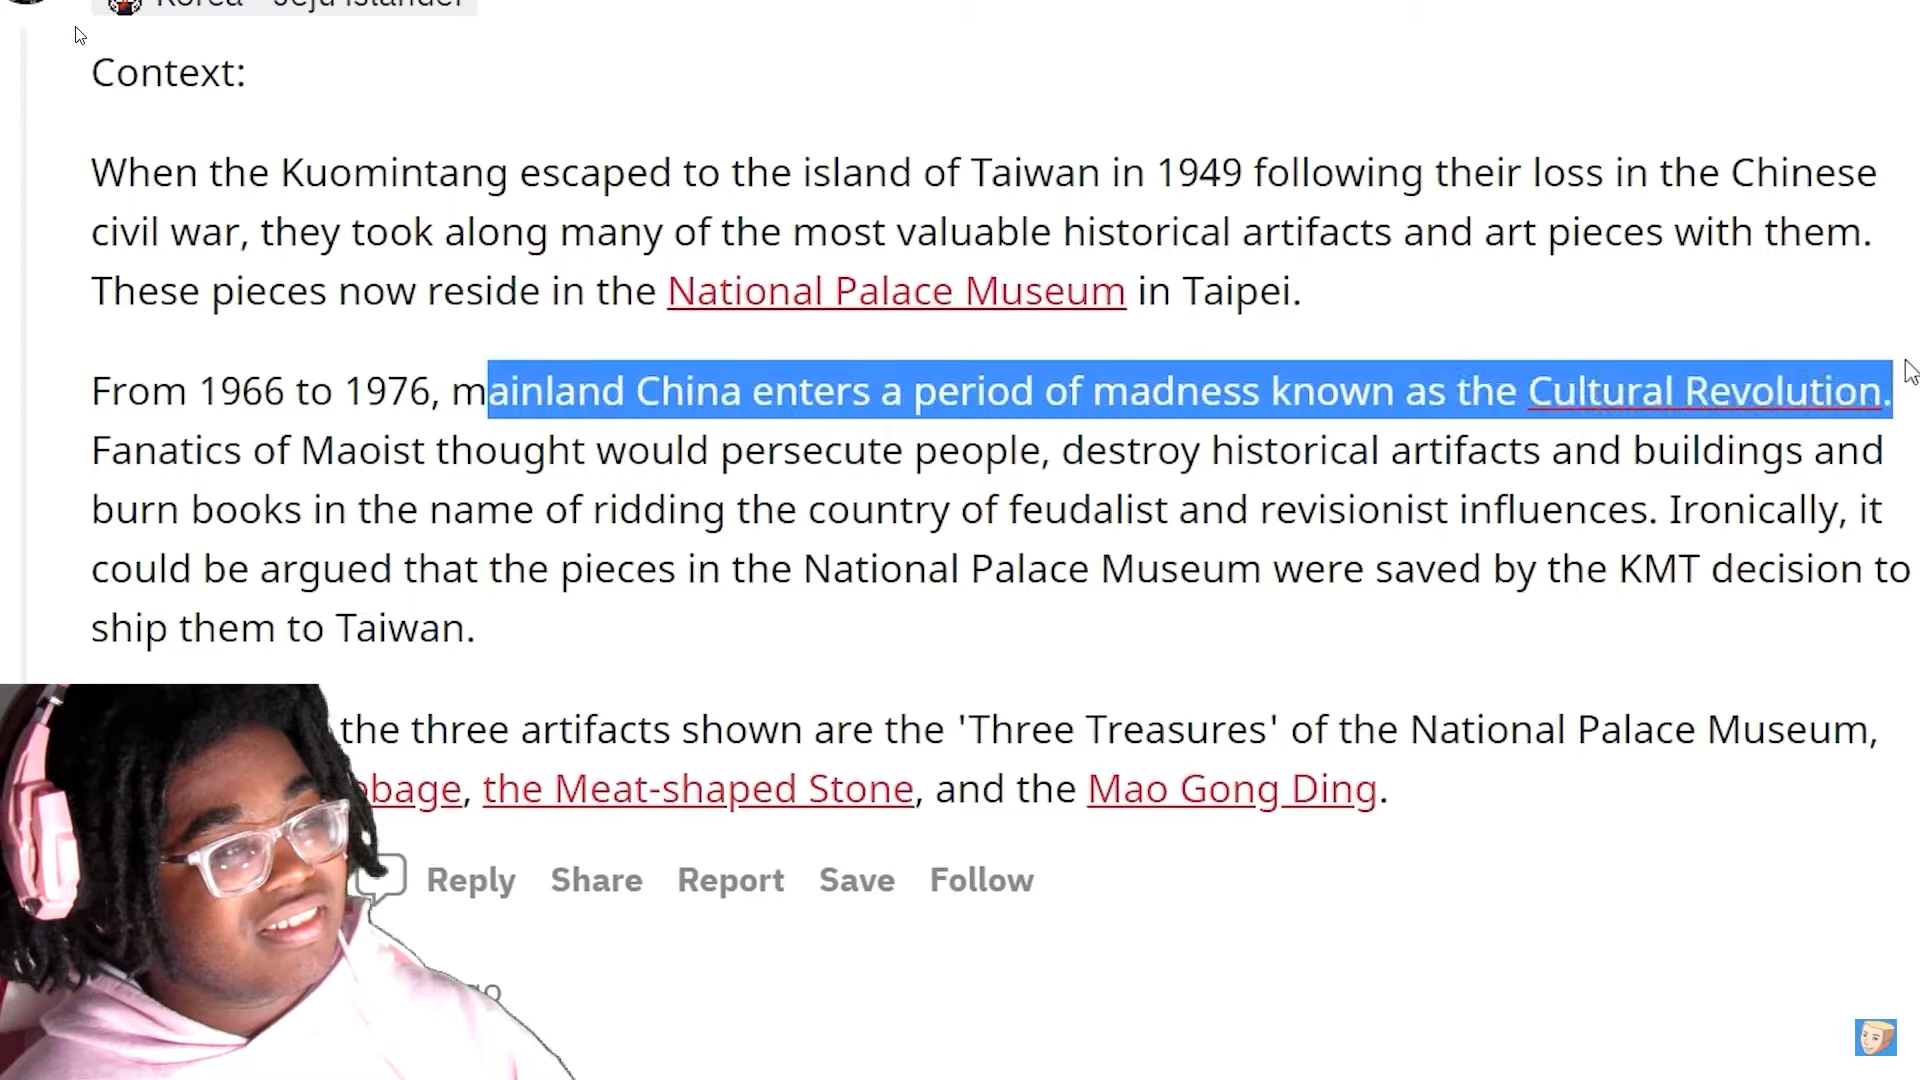 Korea - Jeju Islander
Context:
When the Kuomintang escaped to the island of Taiwan in 1949 following their loss in the Chinese
civil war, they took along many of the most valuable historical artifacts and art pieces with them.
These pieces now reside in the National Palace Museum in Taipei.
From 1966 to 1976, mainland China enters a period of madness known as the Cultural Revolution.
Fanatics of Maoist thought would persecute people, destroy historical artifacts and buildings and
burn books in the name of ridding the country of feudalist and revisionist influences. Ironically, it
could be argued that the pieces in the National Palace Museum were saved by the KMT decision to
ship them to Taiwan.
the three artifacts shown are the 'Three Treasures' of the National Palace Museum,
bbage, the Meat-shaped Stone, and the Mao Gong Ding.
Reply Share Report Save Follow